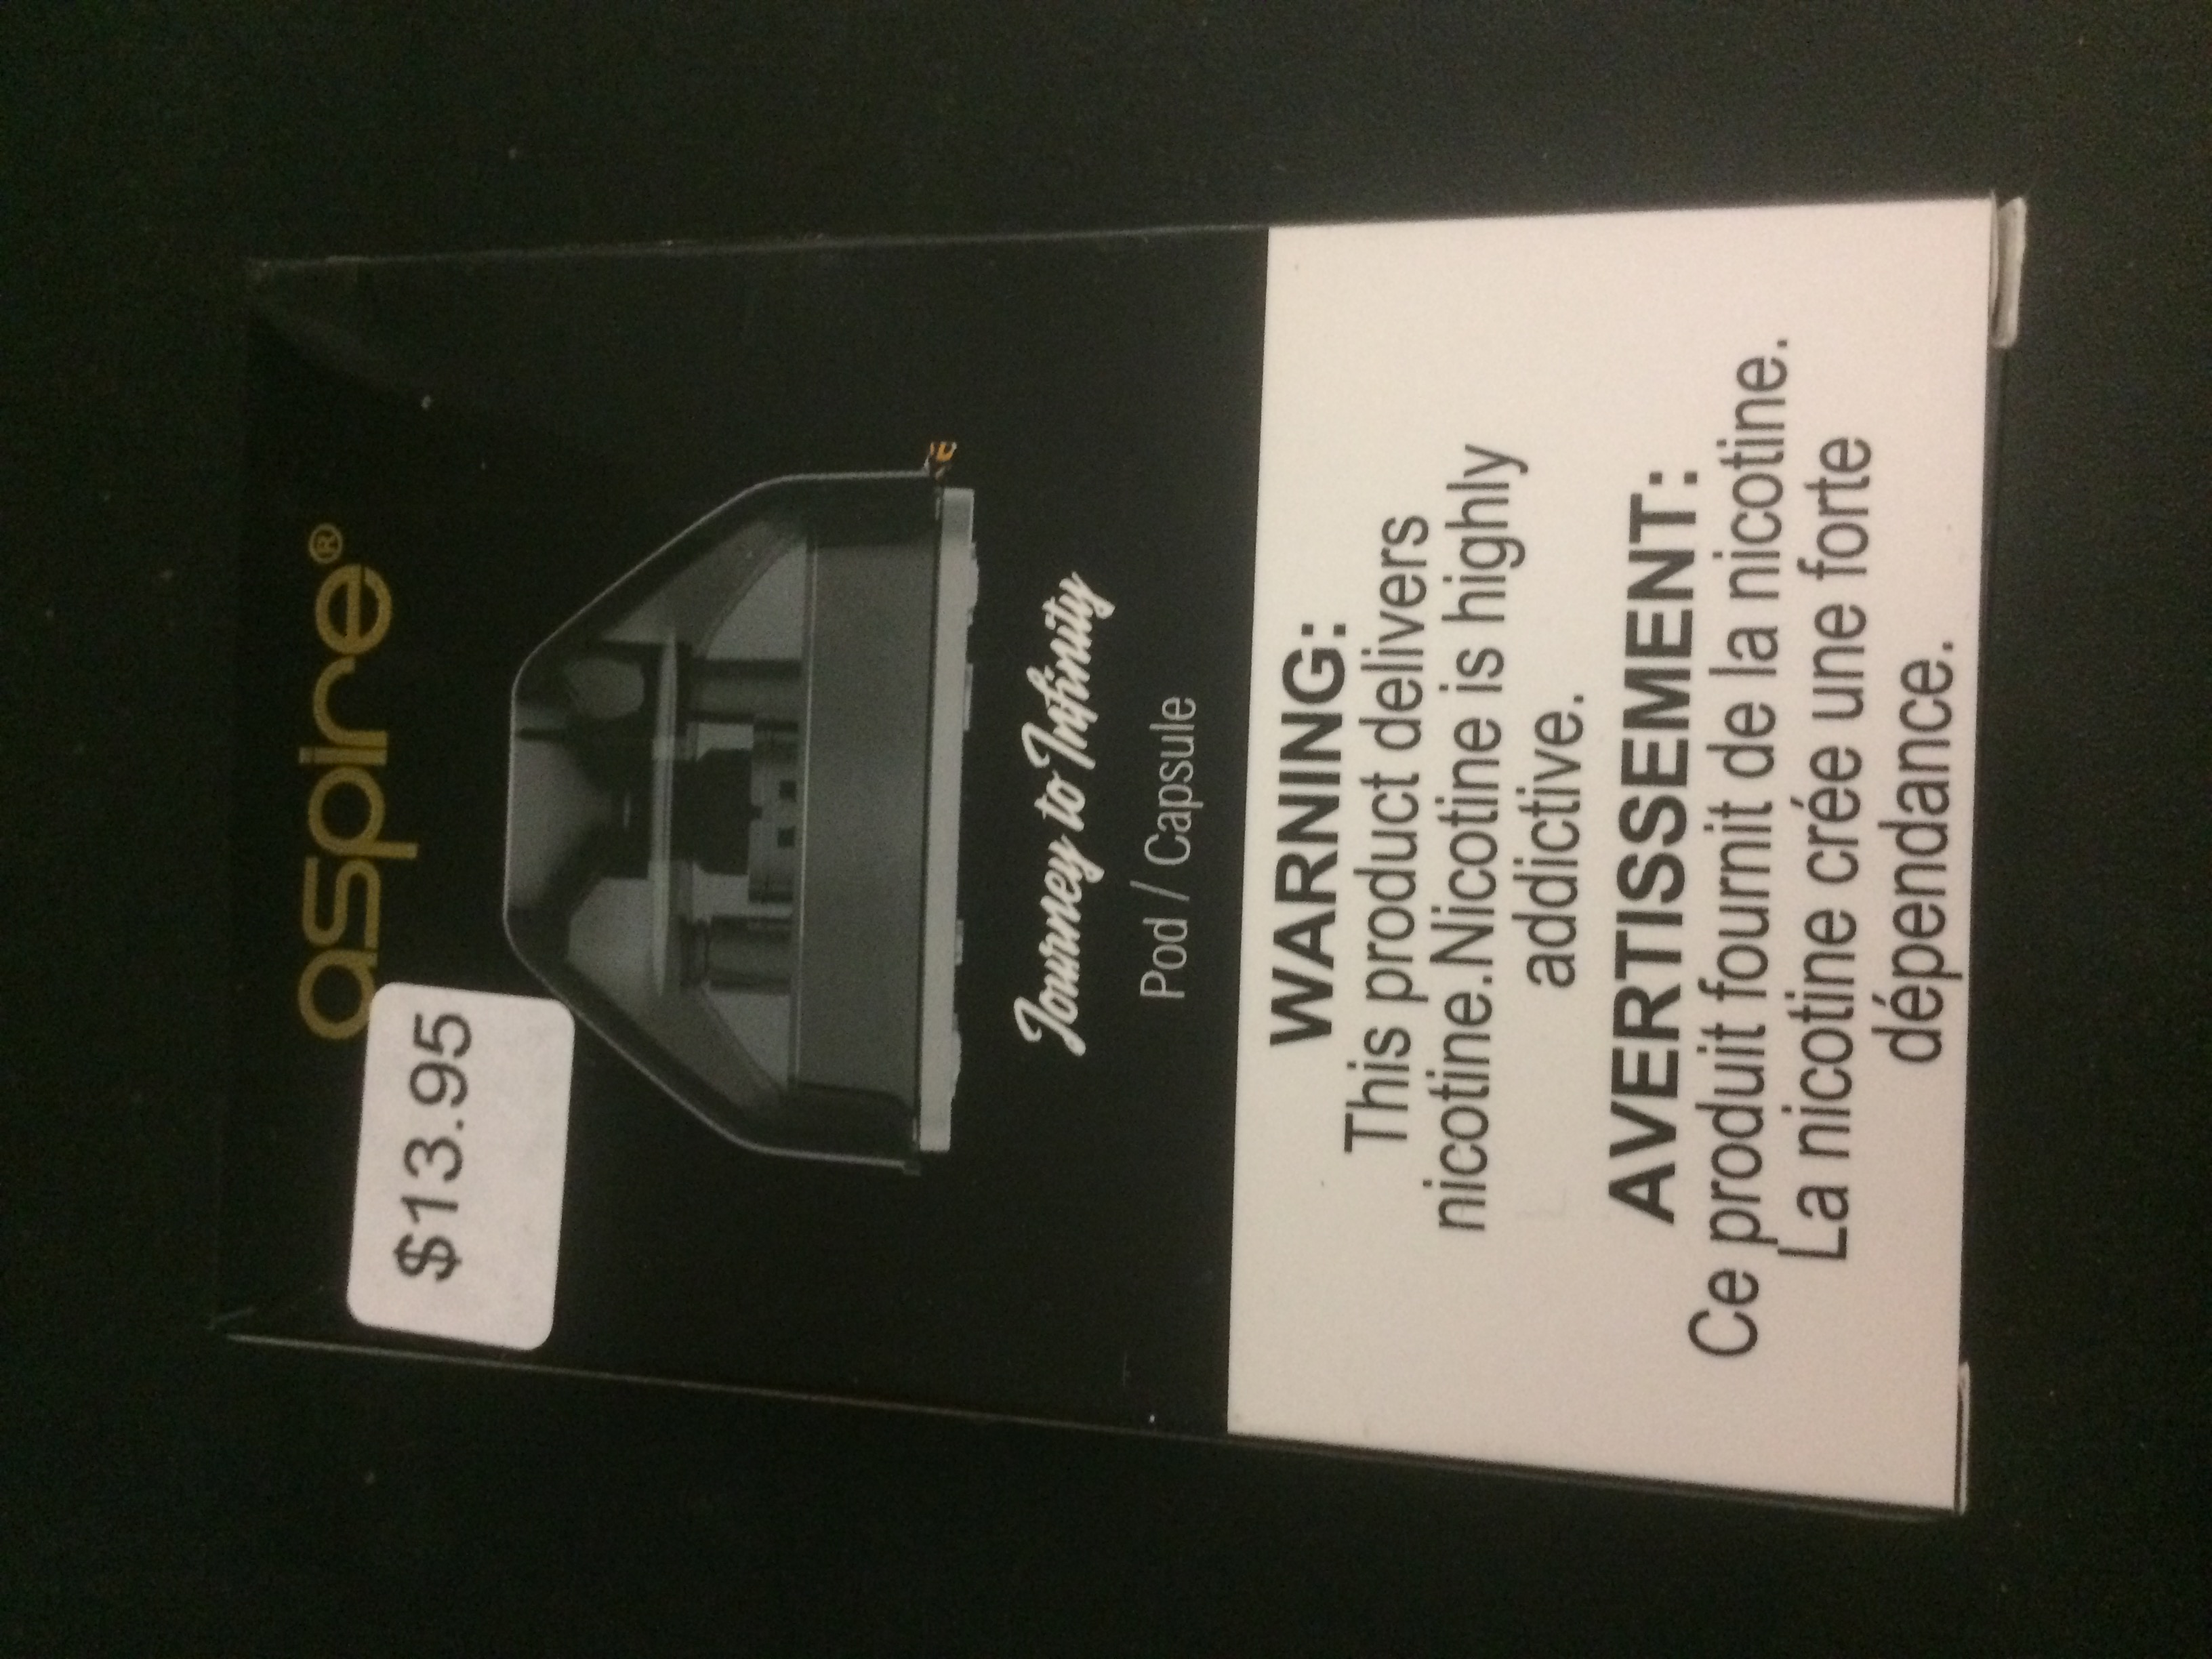 aspire®
$13.95
Journey to Infinity
Pod / Capsule
WARNING:
This product delivers
nicotine.Nicotine is highly
addictive.
AVERTISSEMENT:
Ce produit fournit de la nicotine.
La nicotine crée une forte
dépendance.